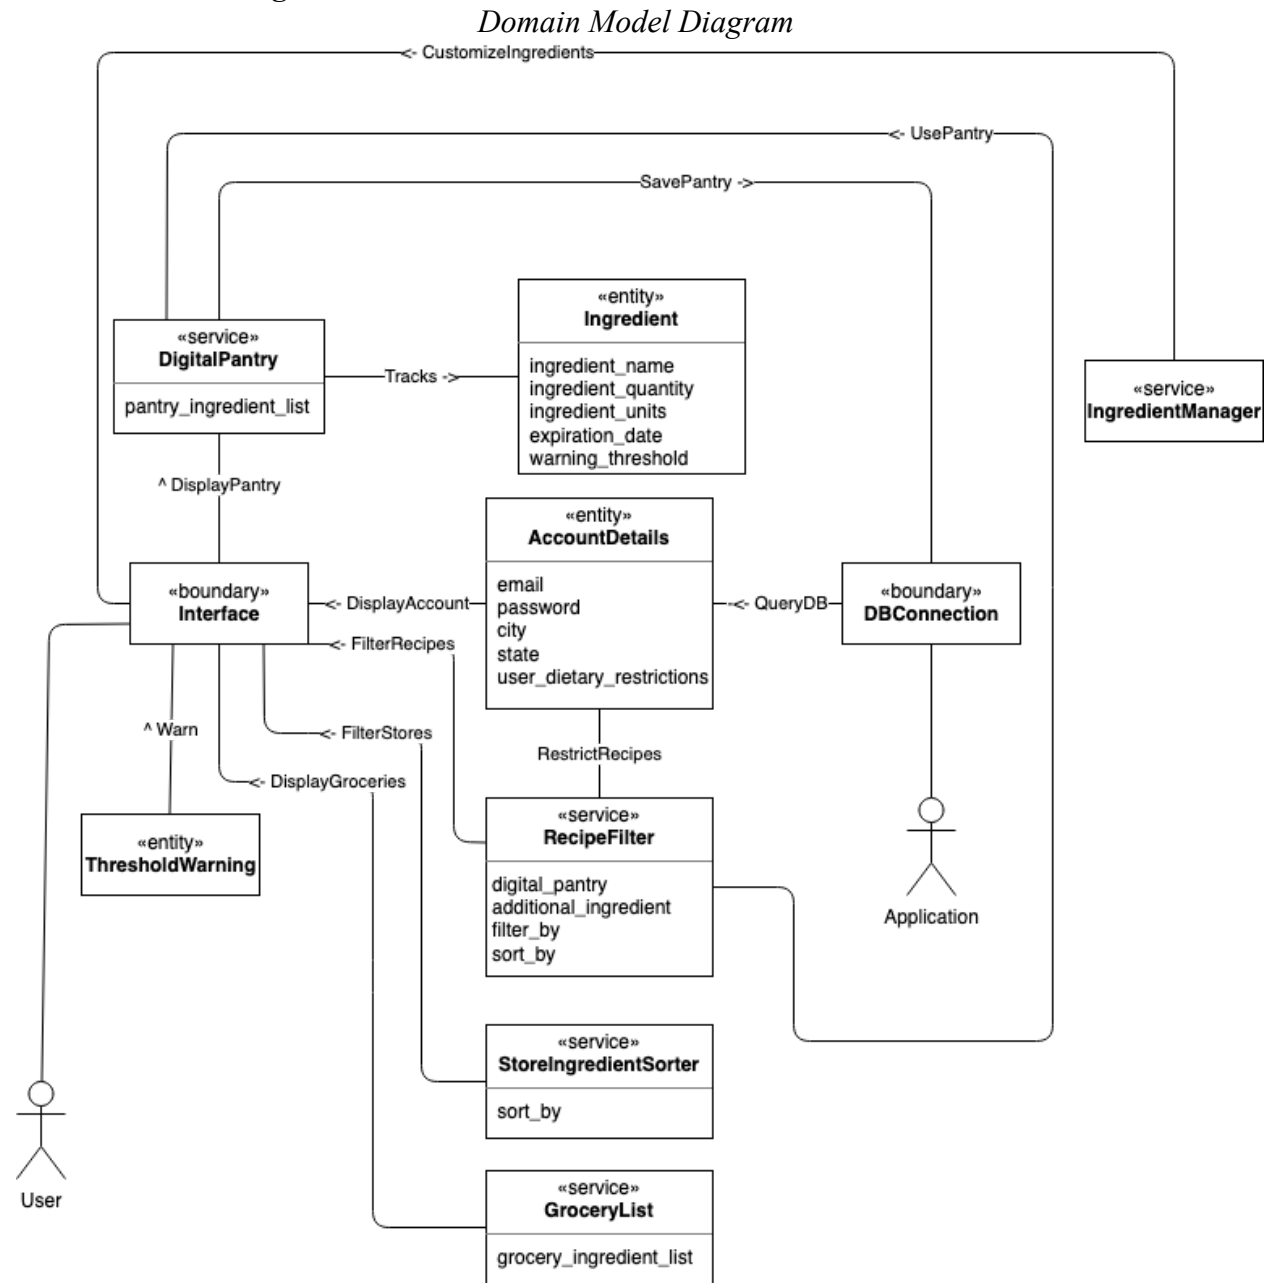 Domain Model Diagram
<- CustomizeIngredients
<- UsePantry
SavePantry ->
«entity»
Ingredient
ingredient_name
ingredient_quantity
ingredient_units
expiration_date
warning_threshold
«service»
DigitalPantry
pantry_ingredient_list
Tracks ->
«service»
IngredientManager
^ DisplayPantry
«entity»
AccountDetails
email
password
city
state
user_dietary_restrictions
«boundary»
Interface
<- DisplayAccount
-<- QueryDB
«boundary»
DBConnection
<- FilterRecipes
^ Warn
<- FilterStores
RestrictRecipes
<- DisplayGroceries
«entity»
ThresholdWarning
«service»
RecipeFilter
digital_pantry
additional_ingredient
filter_by
sort_by
Application
«service»
StoreIngredientSorter
sort_by
User
«service»
GroceryList
grocery_ingredient_list